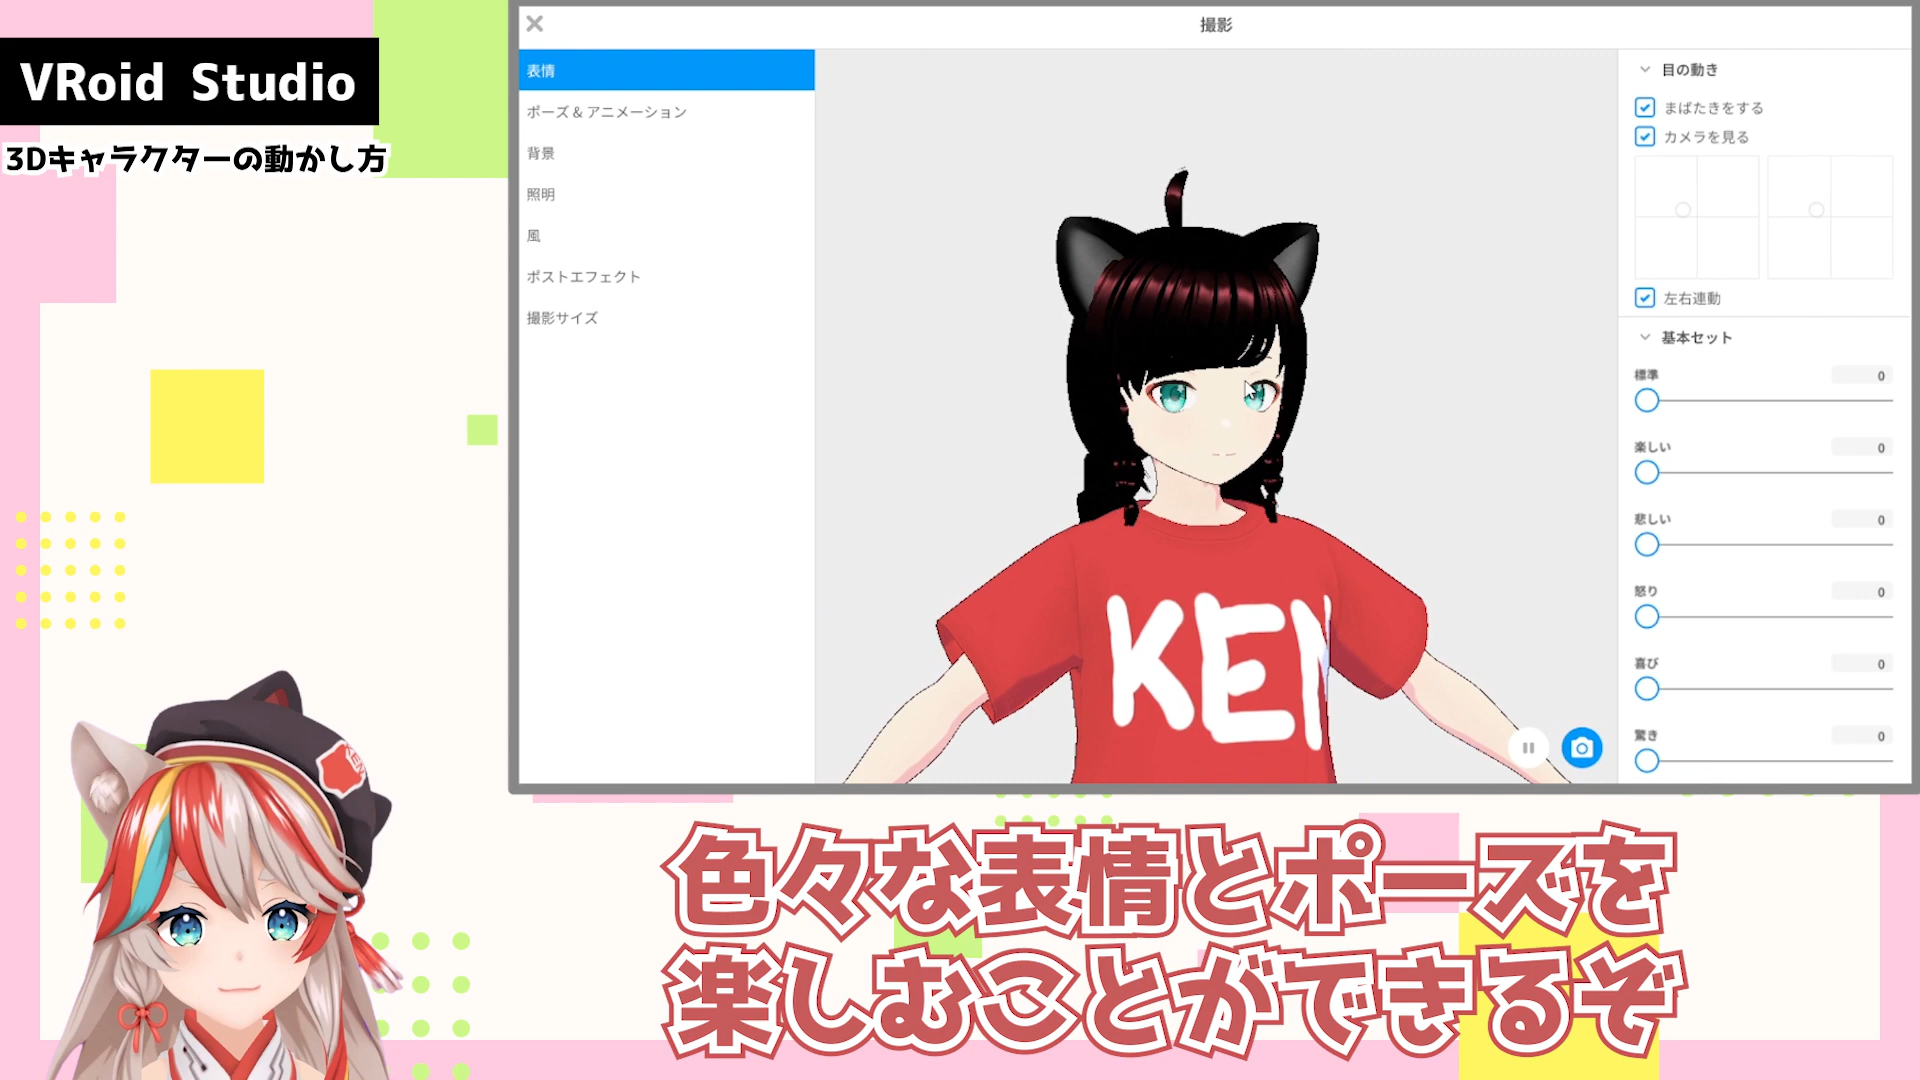 VRoid Studio
3Dキャラクターの動かし方
撮影
表情
ポーズ & アニメーション
背景
照明
風
ポストエフェクト
撮影サイズ
目の動き
まばたきをする
カメラを見る
左右連動
基本セット
標準 0
楽しい 0
悲しい 0
怒り 0
喜び 0
驚き 0
KEN
色々な表情とポーズを
楽しむことができるぞ